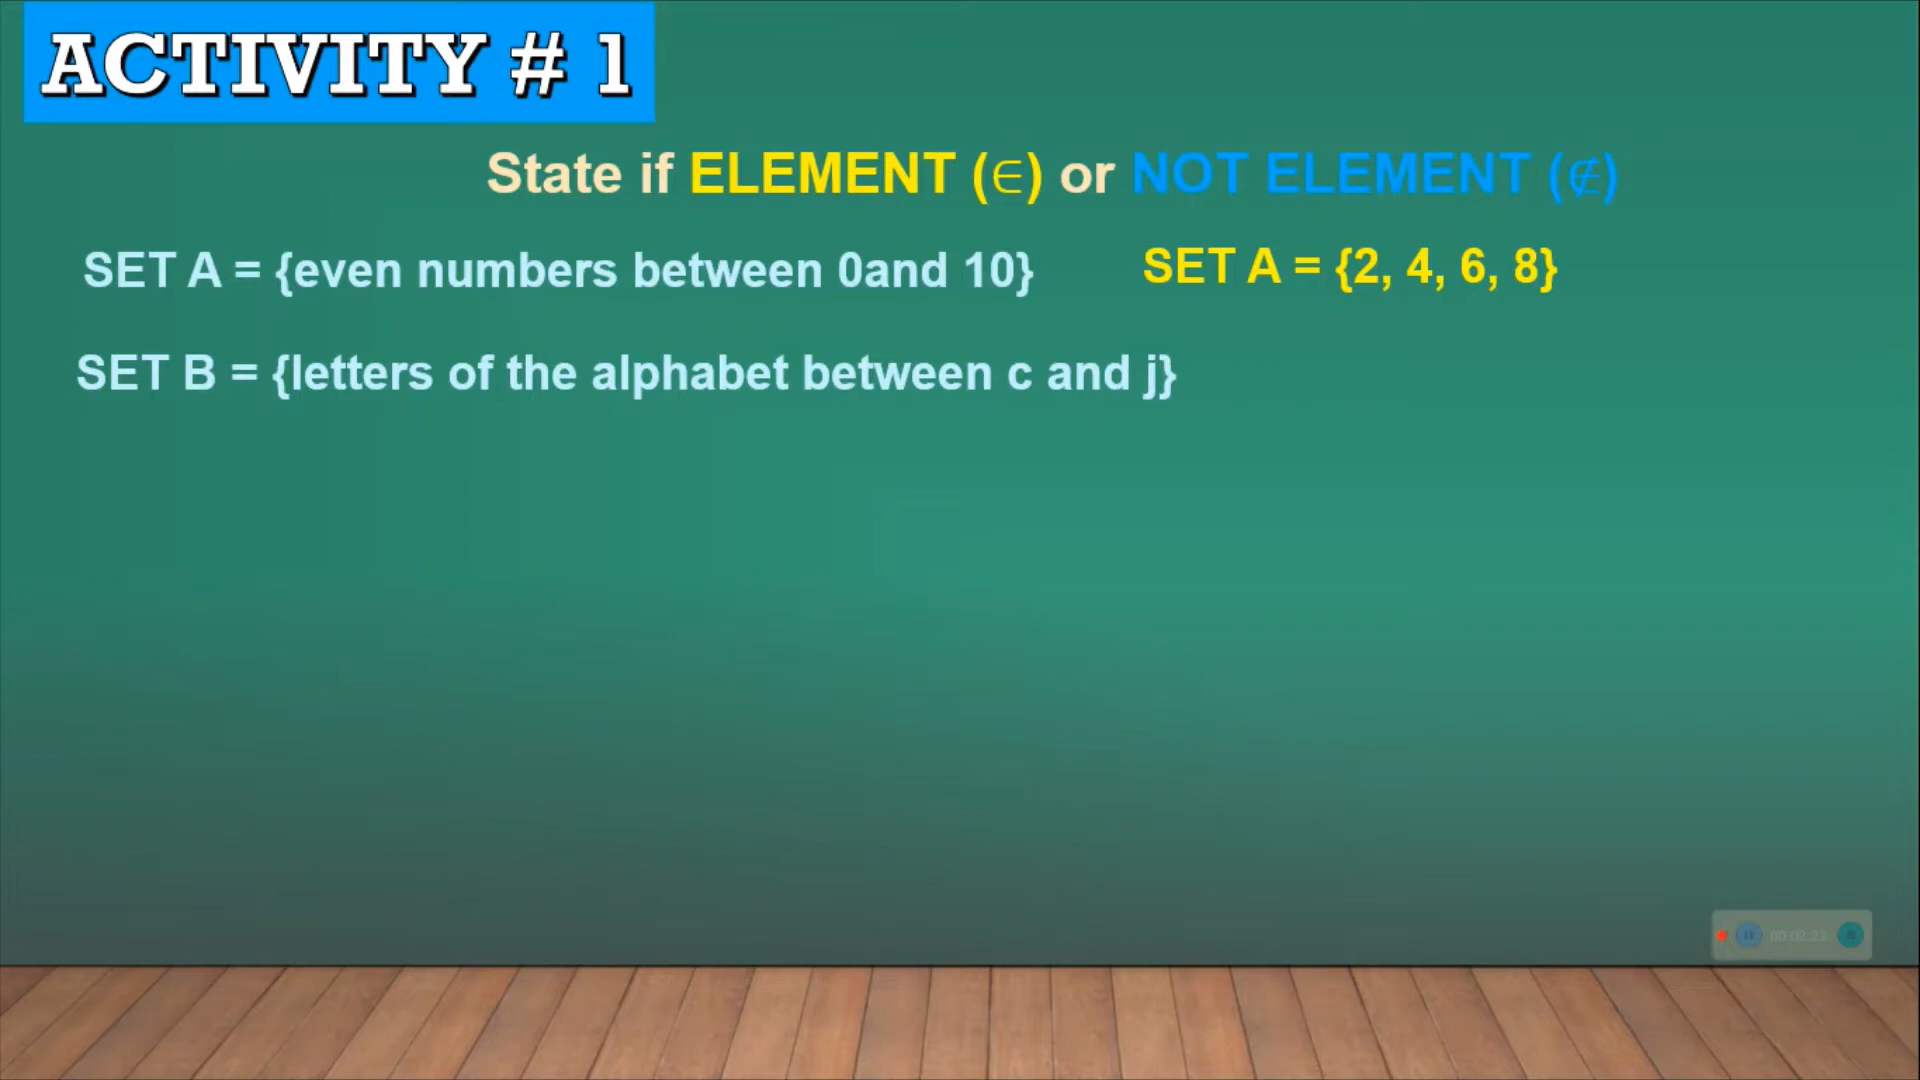 ACTIVITY # 1
State if ELEMENT (∈) or NOT ELEMENT (∉)
SET A = {even numbers between 0and 10}
SET A = {2, 4, 6, 8}
SET B = {letters of the alphabet between c and j}